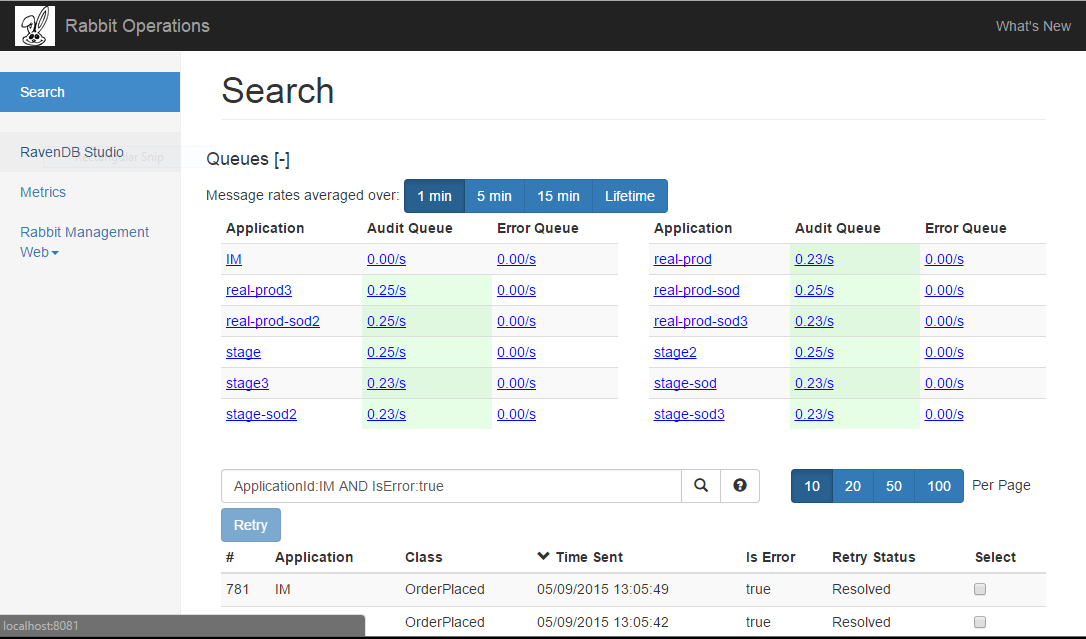 Rabbit Operations
What's New
Search
RavenDB Studio
Rectangular Snip
Metrics
Rabbit Management
Web
Search
Queues [-]
Message rates averaged over: 1 min 5 min 15 min Lifetime
Application Audit Queue Error Queue Application Audit Queue Error Queue
IM 0.00/s 0.00/s real-prod 0.23/s 0.00/s
real-prod3 0.25/s 0.00/s real-prod-sod 0.25/s 0.00/s
real-prod-sod2 0.25/s 0.00/s real-prod-sod3 0.23/s 0.00/s
stage 0.25/s 0.00/s stage2 0.25/s 0.00/s
stage3 0.23/s 0.00/s stage-sod 0.23/s 0.00/s
stage-sod2 0.23/s 0.00/s stage-sod3 0.23/s 0.00/s
ApplicationId:IM AND IsError:true 10 20 50 100 Per Page
Retry
# Application Class Time Sent Is Error Retry Status Select
781 IM OrderPlaced 05/09/2015 13:05:49 true Resolved
OrderPlaced 05/09/2015 13:05:42 true Resolved
localhost:8081